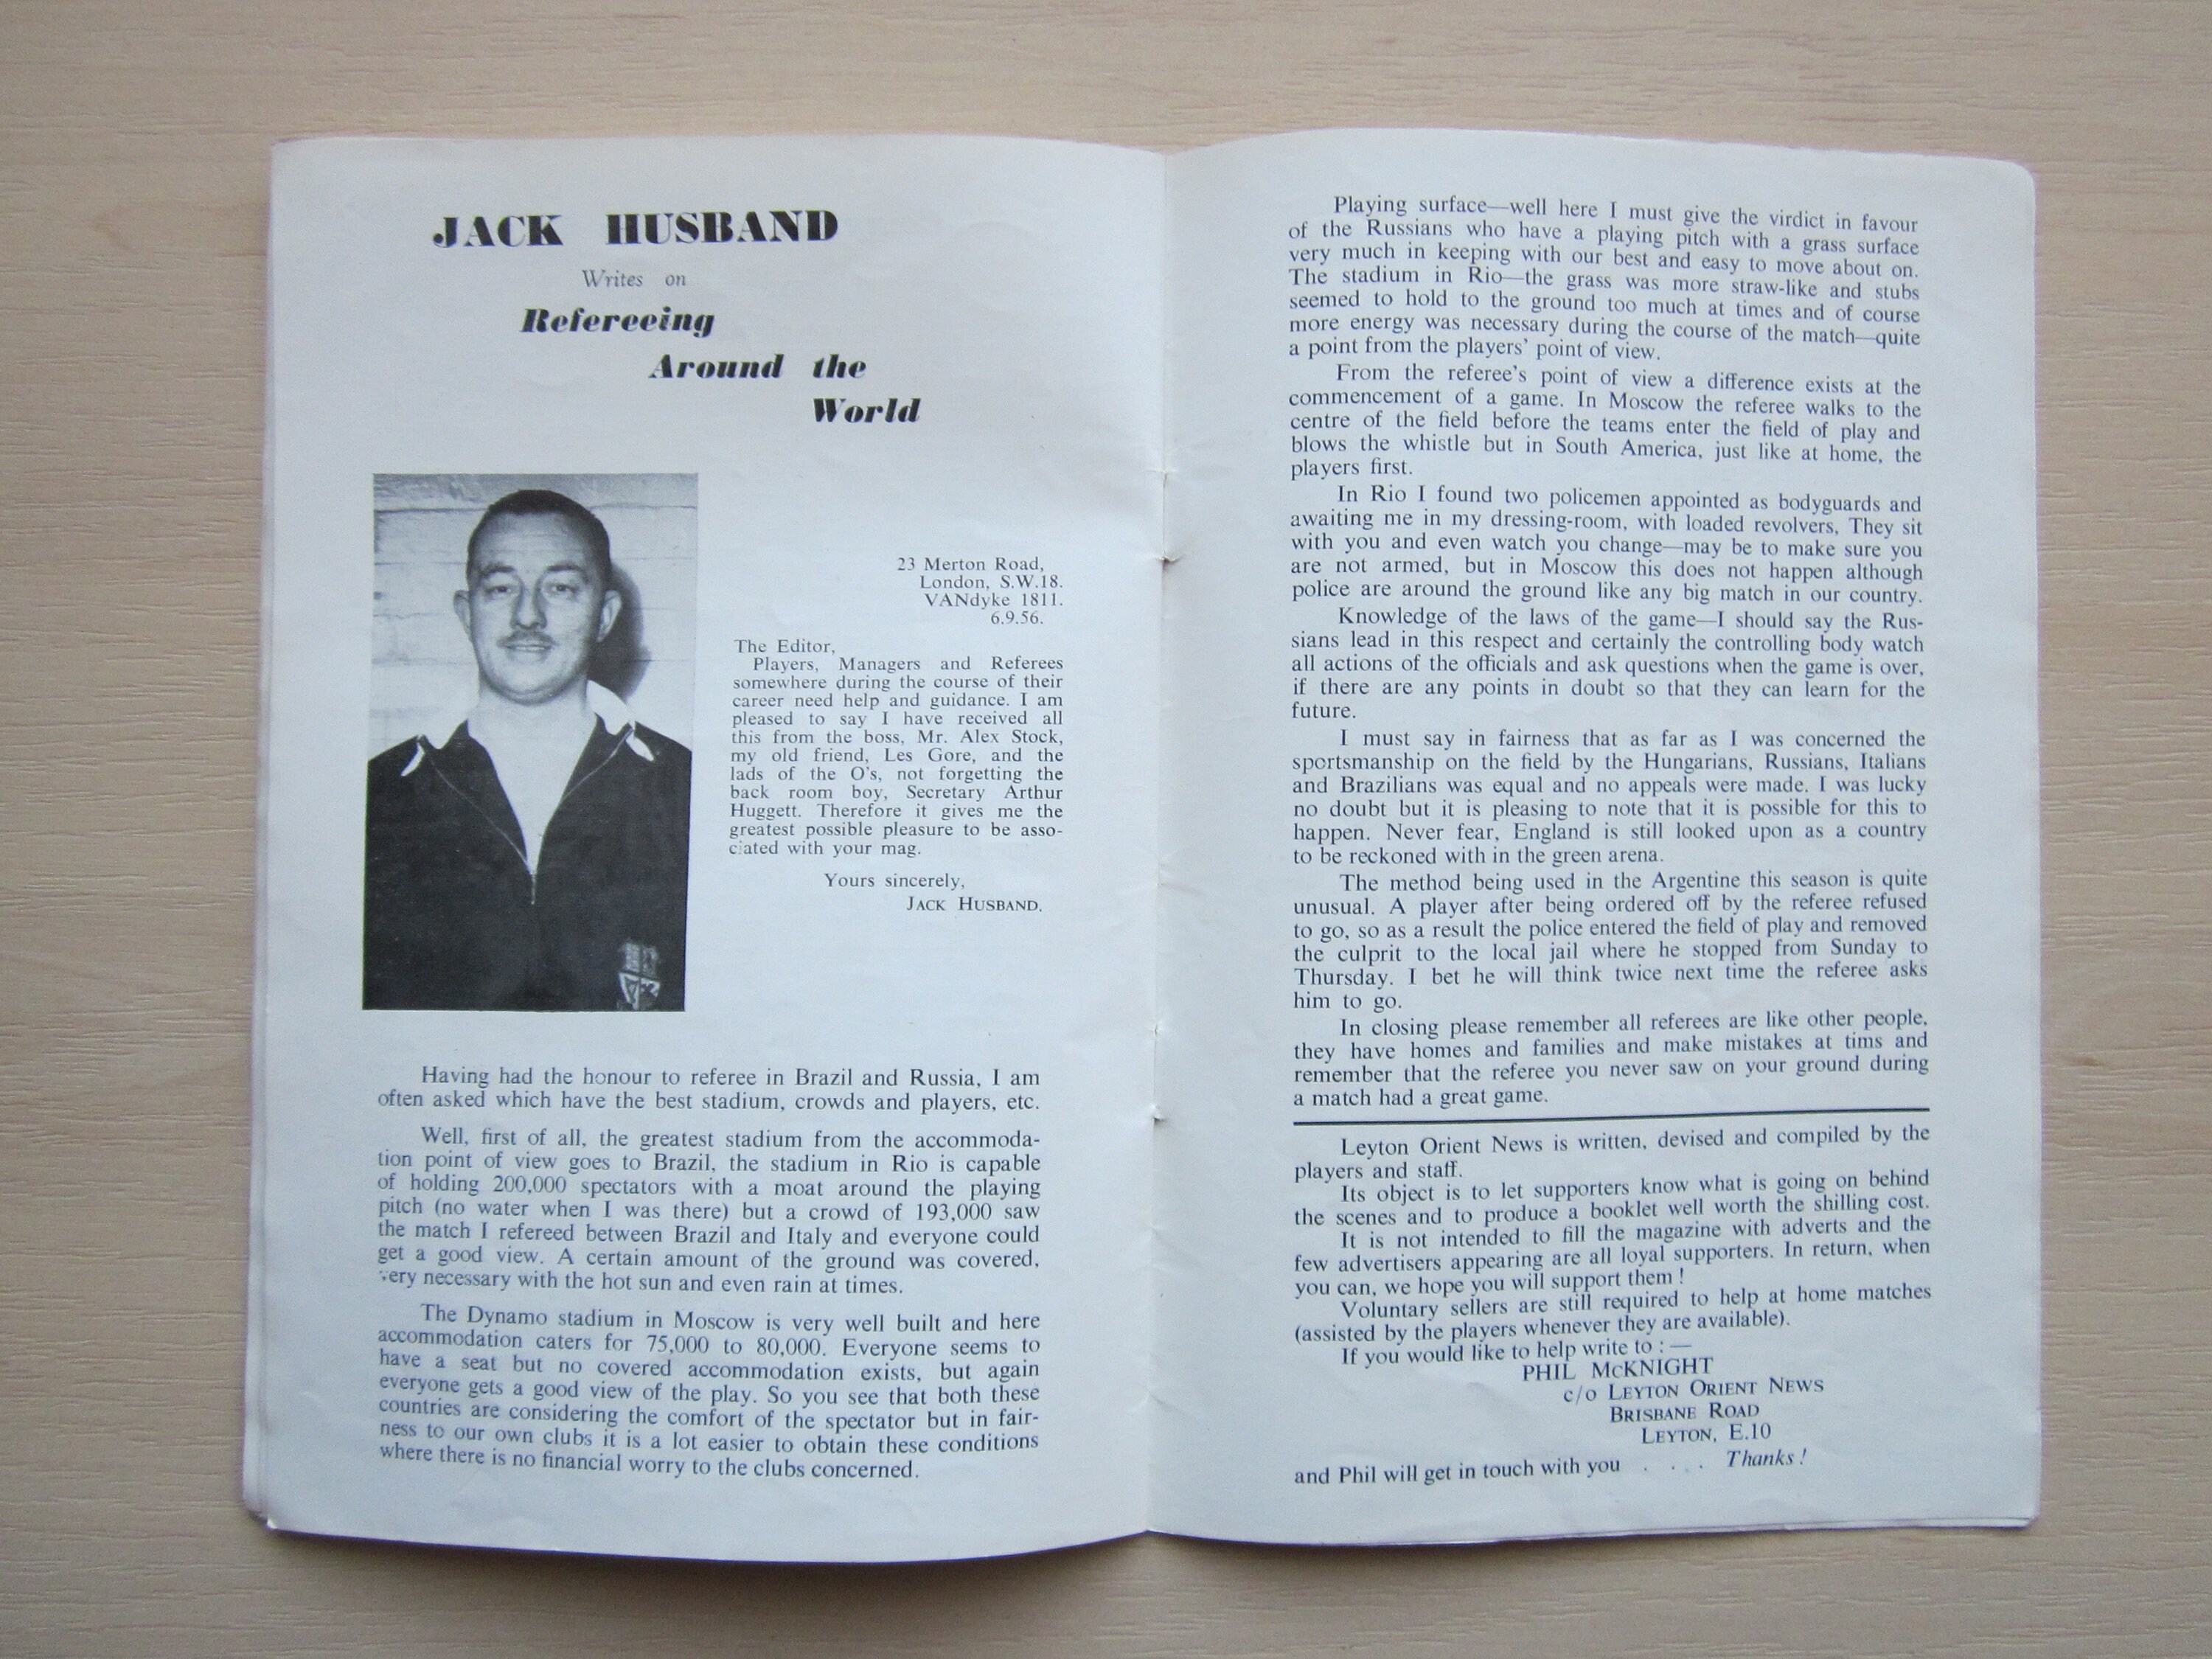 JACK HUSBAND
Writes on
Refereeing
Around the
World
23 Merton Road,
London, S.W.18.
VANdyke 1811.
6.9.56.
The Editor,
Players, Managers and Referees
somewhere during the course of their
career need help and guidance. I am
pleased to say I have received all
this from the boss, Mr. Alex Stock,
my old friend, Les Gore, and the
lads of the O's, not forgetting the
back room boy, Secretary Arthur
Huggett. Therefore it gives me the
greatest possible pleasure to be asso-
ciated with your mag.
Yours sincerely,
JACK HUSBAND.
Having had the honour to referee in Brazil and Russia, I am
often asked which have the best stadium, crowds and players, etc.
Well, first of all, the greatest stadium from the accommoda-
tion point of view goes to Brazil, the stadium in Rio is capable
of holding 200,000 spectators with a moat around the playing
pitch (no water when I was there) but a crowd of 193,000 saw
the match I refereed between Brazil and Italy and everyone could
get a good view. A certain amount of the ground was covered,
very necessary with the hot sun and even rain at times.
The Dynamo stadium in Moscow is very well built and here
accommodation caters for 75,000 to 80,000. Everyone seems to
have a seat but no covered accommodation exists, but again
everyone gets a good view of the play. So you see that both these
countries are considering the comfort of the spectator but in fair-
ness to our own clubs it is a lot easier to obtain these conditions
where there is no financial worry to the clubs concerned.
Playing surface—well here I must give the virdict in favour
of the Russians who have a playing pitch with a grass surface
very much in keeping with our best and easy to move about on.
The stadium in Rio—the grass was more straw-like and stubs
seemed to hold to the ground too much at times and of course
more energy was necessary during the course of the match—quite
a point from the players' point of view.
From the referee's point of view a difference exists at the
commencement of a game. In Moscow the referee walks to the
centre of the field before the teams enter the field of play and
blows the whistle but in South America, just like at home, the
players first.
In Rio I found two policemen appointed as bodyguards and
awaiting me in my dressing-room, with loaded revolvers, They sit
with you and even watch you change—may be to make sure you
are not armed, but in Moscow this does not happen although
police are around the ground like any big match in our country.
Knowledge of the laws of the game—I should say the Rus-
sians lead in this respect and certainly the controlling body watch
all actions of the officials and ask questions when the game is over,
if there are any points in doubt so that they can learn for the
future.
I must say in fairness that as far as I was concerned the
sportsmanship on the field by the Hungarians, Russians, Italians
and Brazilians was equal and no appeals were made. I was lucky
no doubt but it is pleasing to note that it is possible for this to
happen. Never fear, England is still looked upon as a country
to be reckoned with in the green arena.
The method being used in the Argentine this season is quite
unusual. A player after being ordered off by the referee refused
to go, so as a result the police entered the field of play and removed
the culprit to the local jail where he stopped from Sunday to
Thursday. I bet he will think twice next time the referee asks
him to go.
In closing please remember all referees are like other people,
they have homes and families and make mistakes at tims and
remember that the referee you never saw on your ground during
a match had a great game.
Leyton Orient News is written, devised and compiled by the
players and staff.
Its object is to let supporters know what is going on behind
the scenes and to produce a booklet well worth the shilling cost.
It is not intended to fill the magazine with adverts and the
few advertisers appearing are all loyal supporters. In return, when
you can, we hope you will support them !
Voluntary sellers are still required to help at home matches
(assisted by the players whenever they are available).
If you would like to help write to : —
PHIL McKNIGHT
c/o LEYTON ORIENT NEWS
BRISBANE ROAD
LEYTON, E.10
and Phil will get in touch with you . . . Thanks !